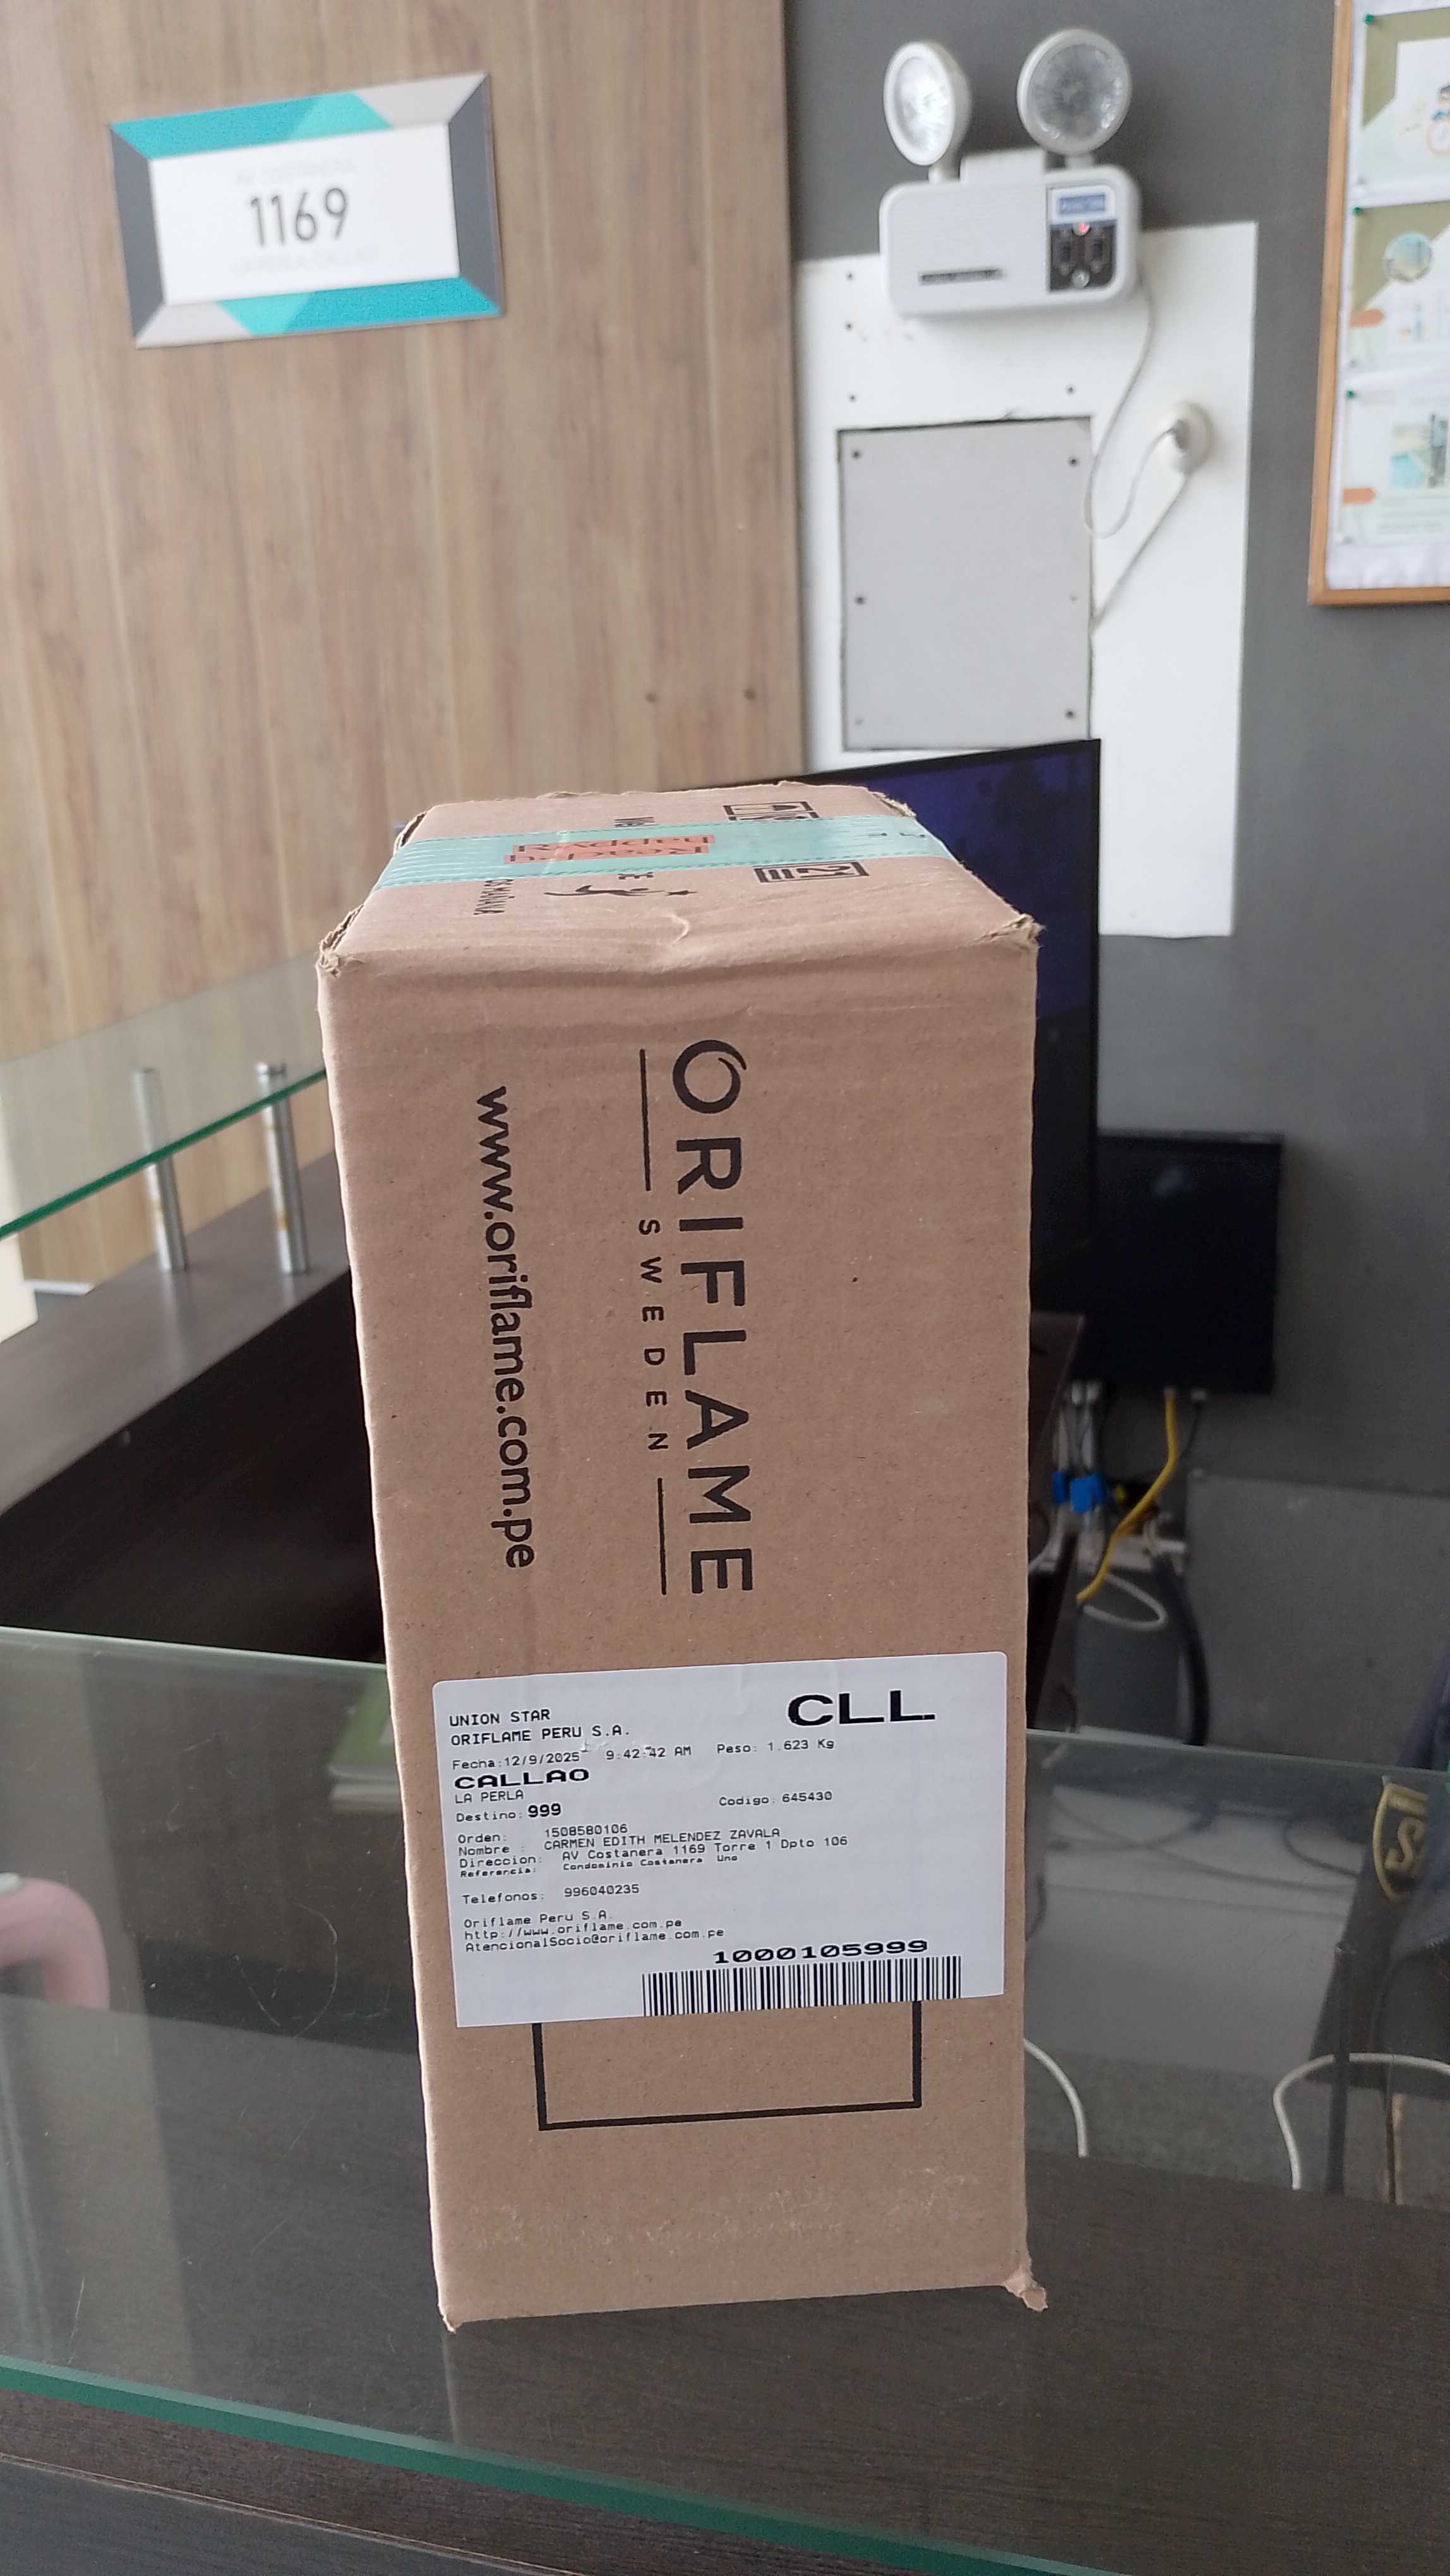 1169
ORIFLAME
SWEDEN
www.oriflame.com.pe
UNION STAR
CLL
ORIFLAME PERU S.A.
Fecha:12/9/2025 9:42:42 AM Peso: 1.623 Kg
CALLAO
LA PERLA
Destino: 999 Codigo: 645430
Orden: 1508580106
Nombre : CARMEN EDITH MELENDEZ ZAVALA
Direccion: AV Costanera 1169 Torre 1 Dpto 106
Referencia: Condominio Costanera Uno
Telefonos: 996040235
Oriflame Peru S.A.
http://www.oriflame.com.pe
AtencionalSocio@oriflame.com.pe
1000105999